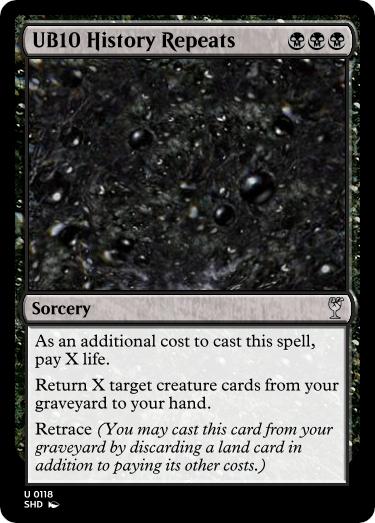 UB10 History Repeats
Sorcery
As an additional cost to cast this spell,
pay X life.
Return X target creature cards from your
graveyard to your hand.
Retrace (You may cast this card from your
graveyard by discarding a land card in
addition to paying its other costs.)
U 0118
SHD